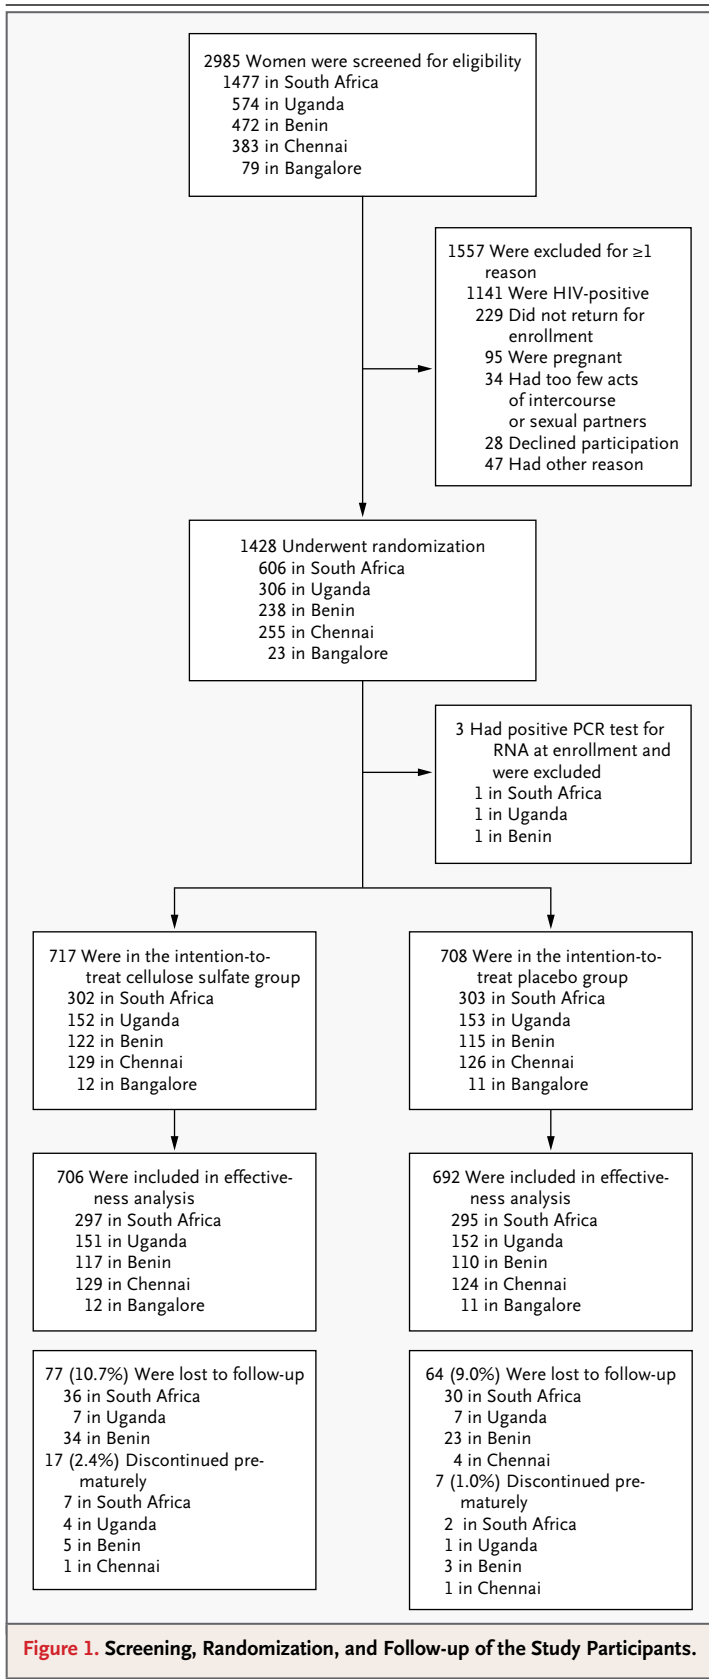 2985 Women were screened for eligibility
1477 in South Africa
574 in Uganda
472 in Benin
383 in Chennai
79 in Bangalore
1557 Were excluded for ≥1
reason
1141 Were HIV-positive
229 Did not return for
enrollment
95 Were pregnant
34 Had too few acts
of intercourse
or sexual partners
28 Declined participation
47 Had other reason
1428 Underwent randomization
606 in South Africa
306 in Uganda
238 in Benin
255 in Chennai
23 in Bangalore
3 Had positive PCR test for
RNA at enrollment and
were excluded
1 in South Africa
1 in Uganda
1 in Benin
717 Were in the intention-to-
treat cellulose sulfate group
302 in South Africa
152 in Uganda
122 in Benin
129 in Chennai
12 in Bangalore
708 Were in the intention-to-
treat placebo group
303 in South Africa
153 in Uganda
115 in Benin
126 in Chennai
11 in Bangalore
706 Were included in effective-
ness analysis
297 in South Africa
151 in Uganda
117 in Benin
129 in Chennai
12 in Bangalore
692 Were included in effective-
ness analysis
295 in South Africa
152 in Uganda
110 in Benin
124 in Chennai
11 in Bangalore
77 (10.7%) Were lost to follow-up
36 in South Africa
7 in Uganda
34 in Benin
17 (2.4%) Discontinued pre-
maturely
7 in South Africa
4 in Uganda
5 in Benin
1 in Chennai
64 (9.0%) Were lost to follow-up
30 in South Africa
7 in Uganda
23 in Benin
4 in Chennai
7 (1.0%) Discontinued pre-
maturely
2 in South Africa
1 in Uganda
3 in Benin
1 in Chennai
Figure 1. Screening, Randomization, and Follow-up of the Study Participants.